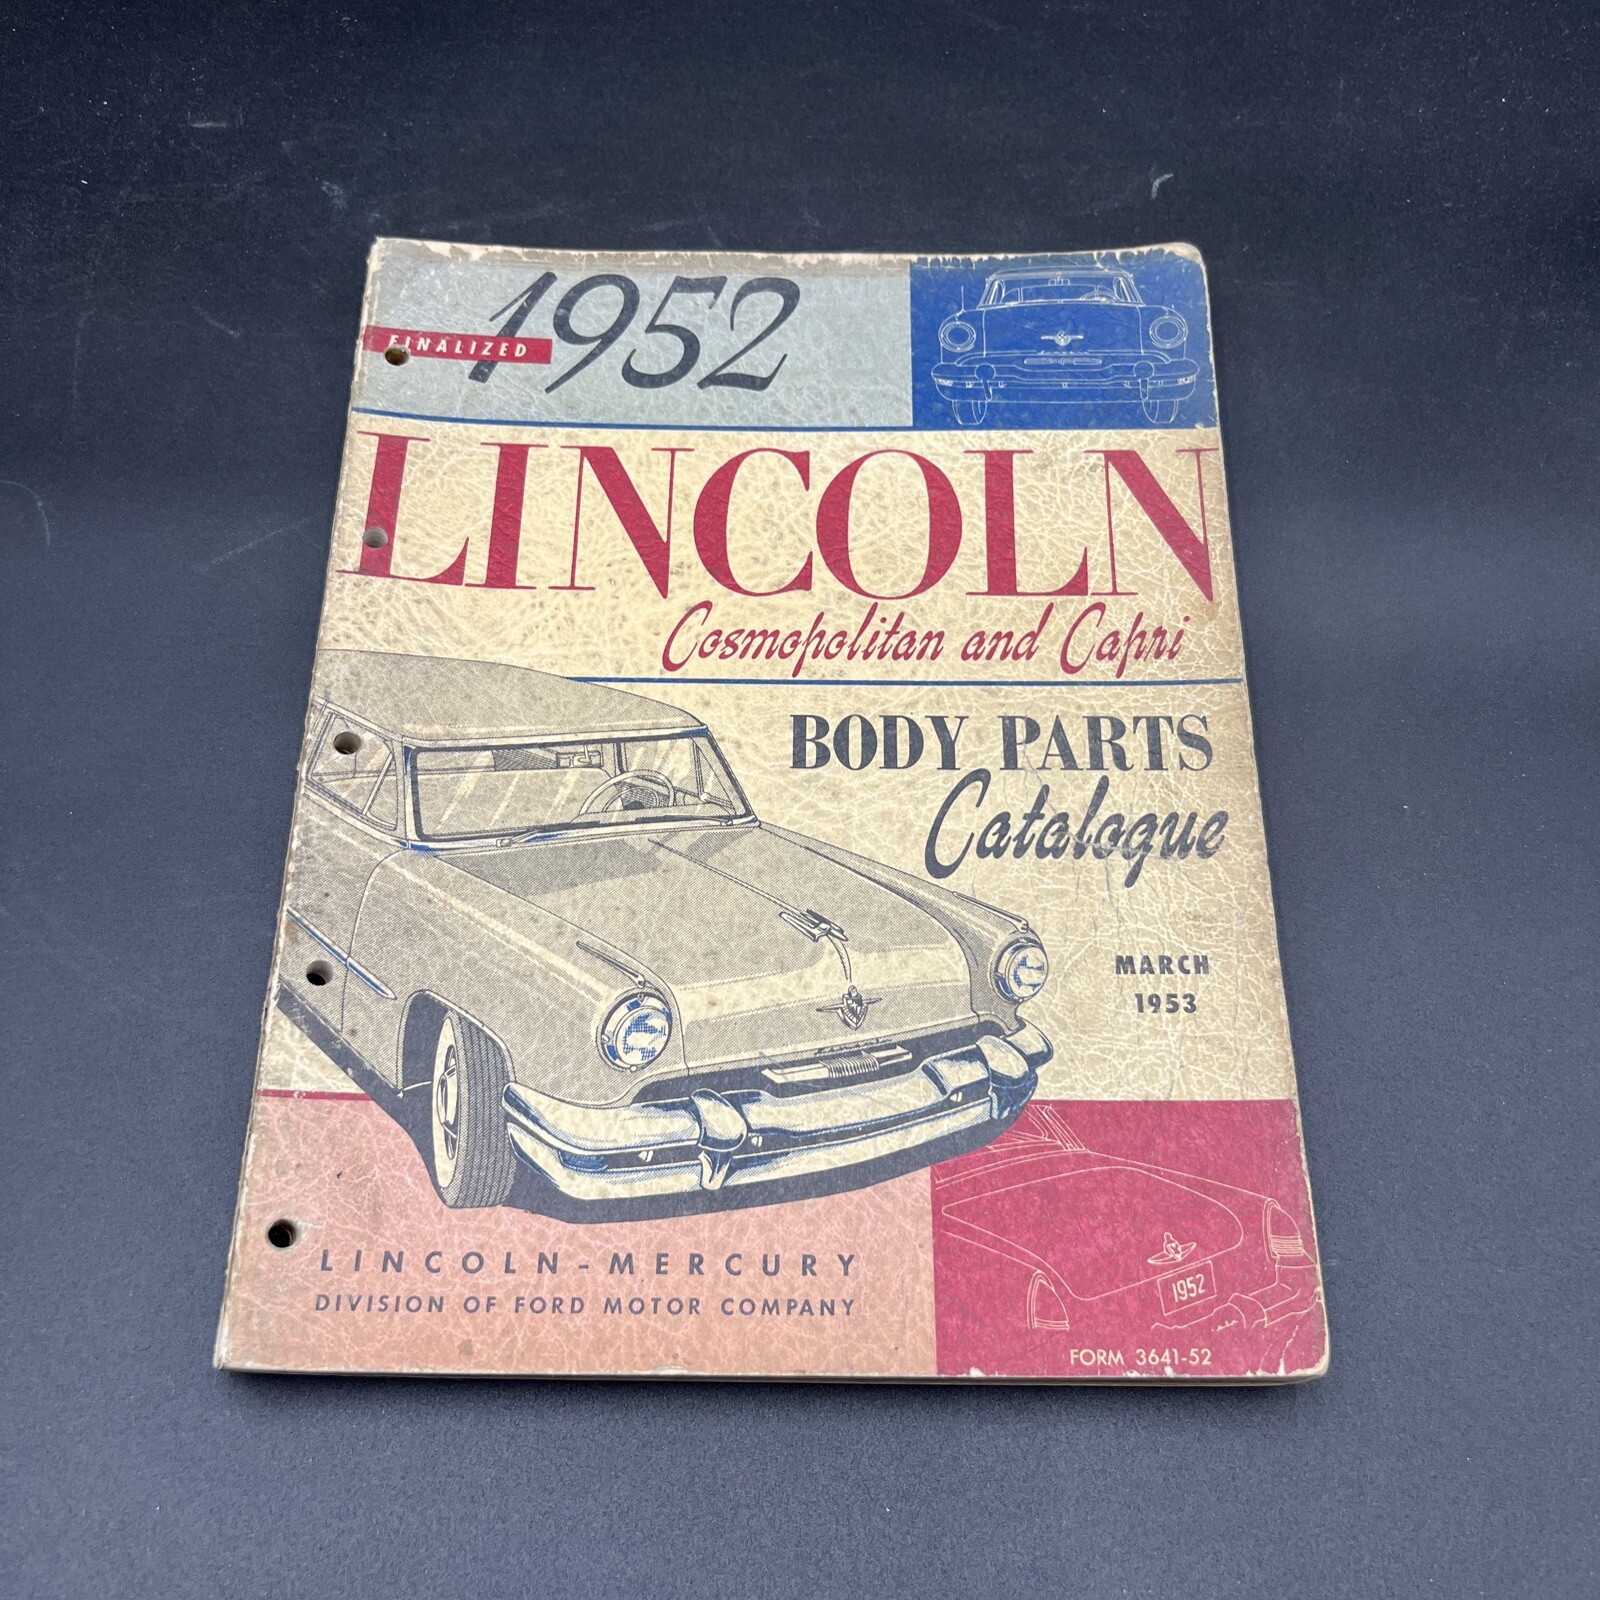 1952
FINALIZED
LINCOLN
Cosmopolitan and Capri
BODY PARTS
Catalogue
MARCH
1953
LINCOLN-MERCURY
DIVISION OF FORD MOTOR COMPANY
1952
FORM 3641-52